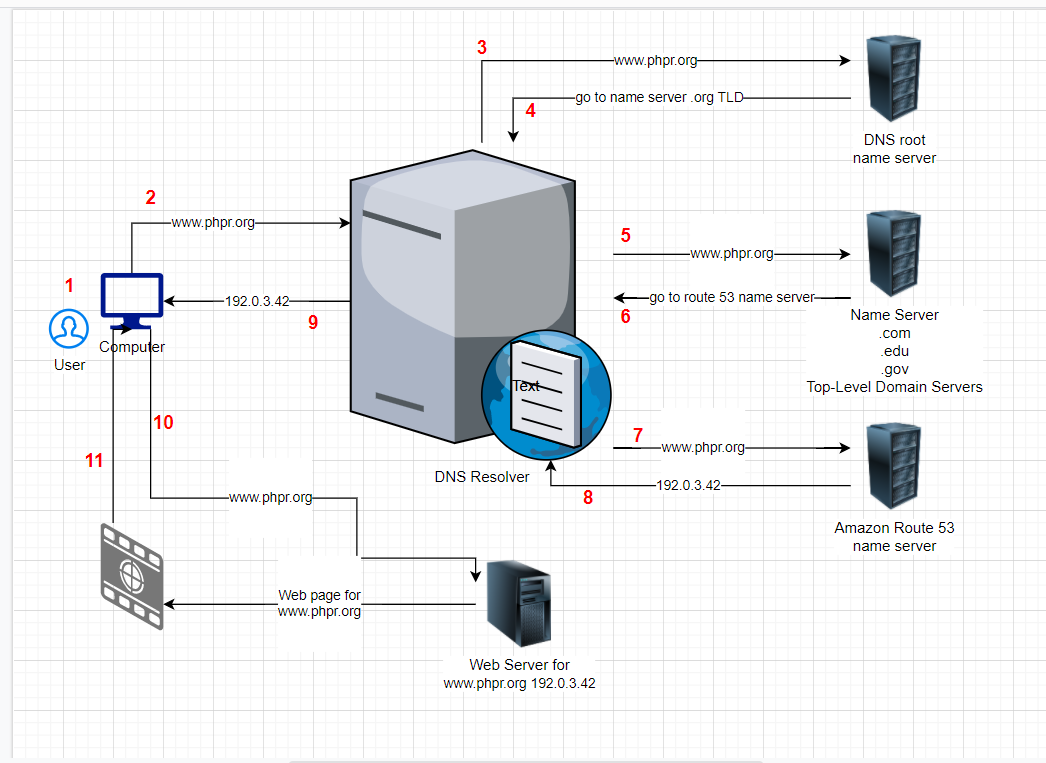 3
www.phpr.org
go to name server .org TLD
4
DNS root
name server
2
www.phpr.org
5
www.phpr.org
1
192.0.3.42
9
go to route 53 name server
6
Name Server
.com
.edu
.gov
Top-Level Domain Servers
Computer
User
Text
10
7
www.phpr.org
11
DNS Resolver
192.0.3.42
8
www.phpr.org
Amazon Route 53
name server
Web page for
www.phpr.org
Web Server for
www.phpr.org 192.0.3.42